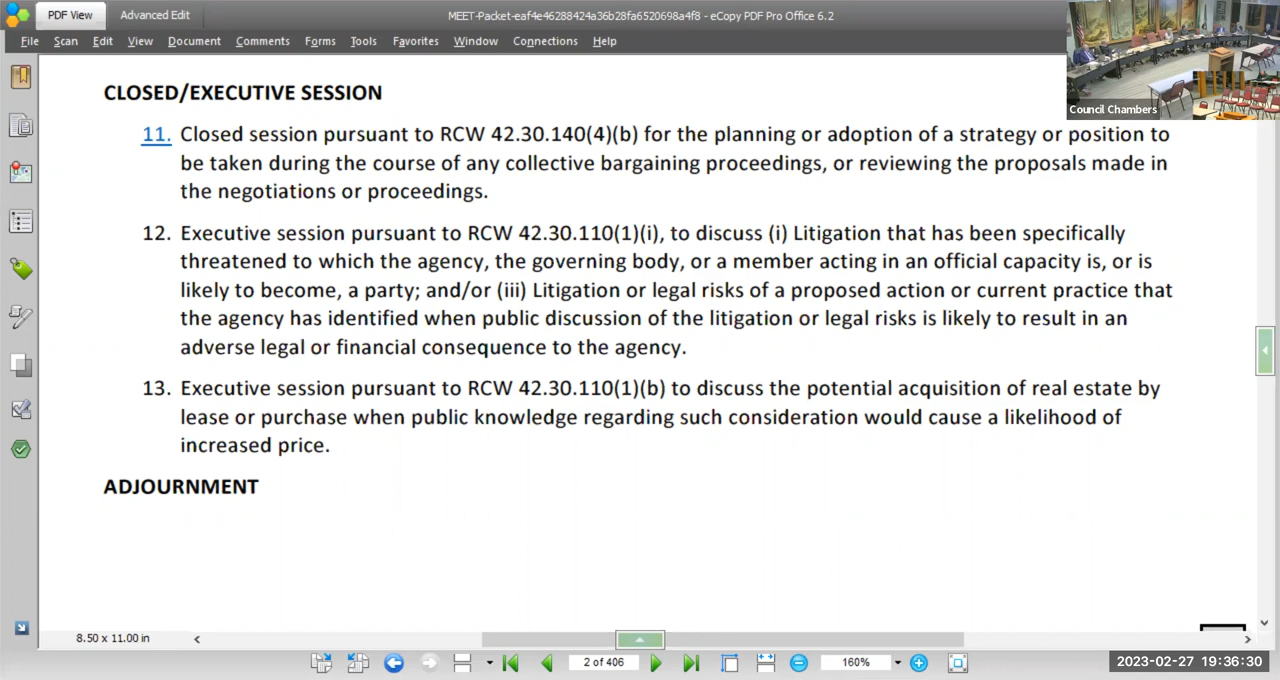 PDF View
Advanced Edit
MEET-Packet-eaf4e46288424a36b28fa6520698a4f8 - eCopy PDF Pro Office 6.2
File Scan Edit View Document Comments Forms Tools Favorites Window Connections Help
Council Chambers
CLOSED/EXECUTIVE SESSION
11. Closed session pursuant to RCW 42.30.140(4)(b) for the planning or adoption of a strategy or position to
be taken during the course of any collective bargaining proceedings, or reviewing the proposals made in
the negotiations or proceedings.
12. Executive session pursuant to RCW 42.30.110(1)(i), to discuss (i) Litigation that has been specifically
threatened to which the agency, the governing body, or a member acting in an official capacity is, or is
likely to become, a party; and/or (iii) Litigation or legal risks of a proposed action or current practice that
the agency has identified when public discussion of the litigation or legal risks is likely to result in an
adverse legal or financial consequence to the agency.
13. Executive session pursuant to RCW 42.30.110(1)(b) to discuss the potential acquisition of real estate by
lease or purchase when public knowledge regarding such consideration would cause a likelihood of
increased price.
ADJOURNMENT
8.50 x 11.00 in
2 of 406
160%
2023-02-27 19:36:30